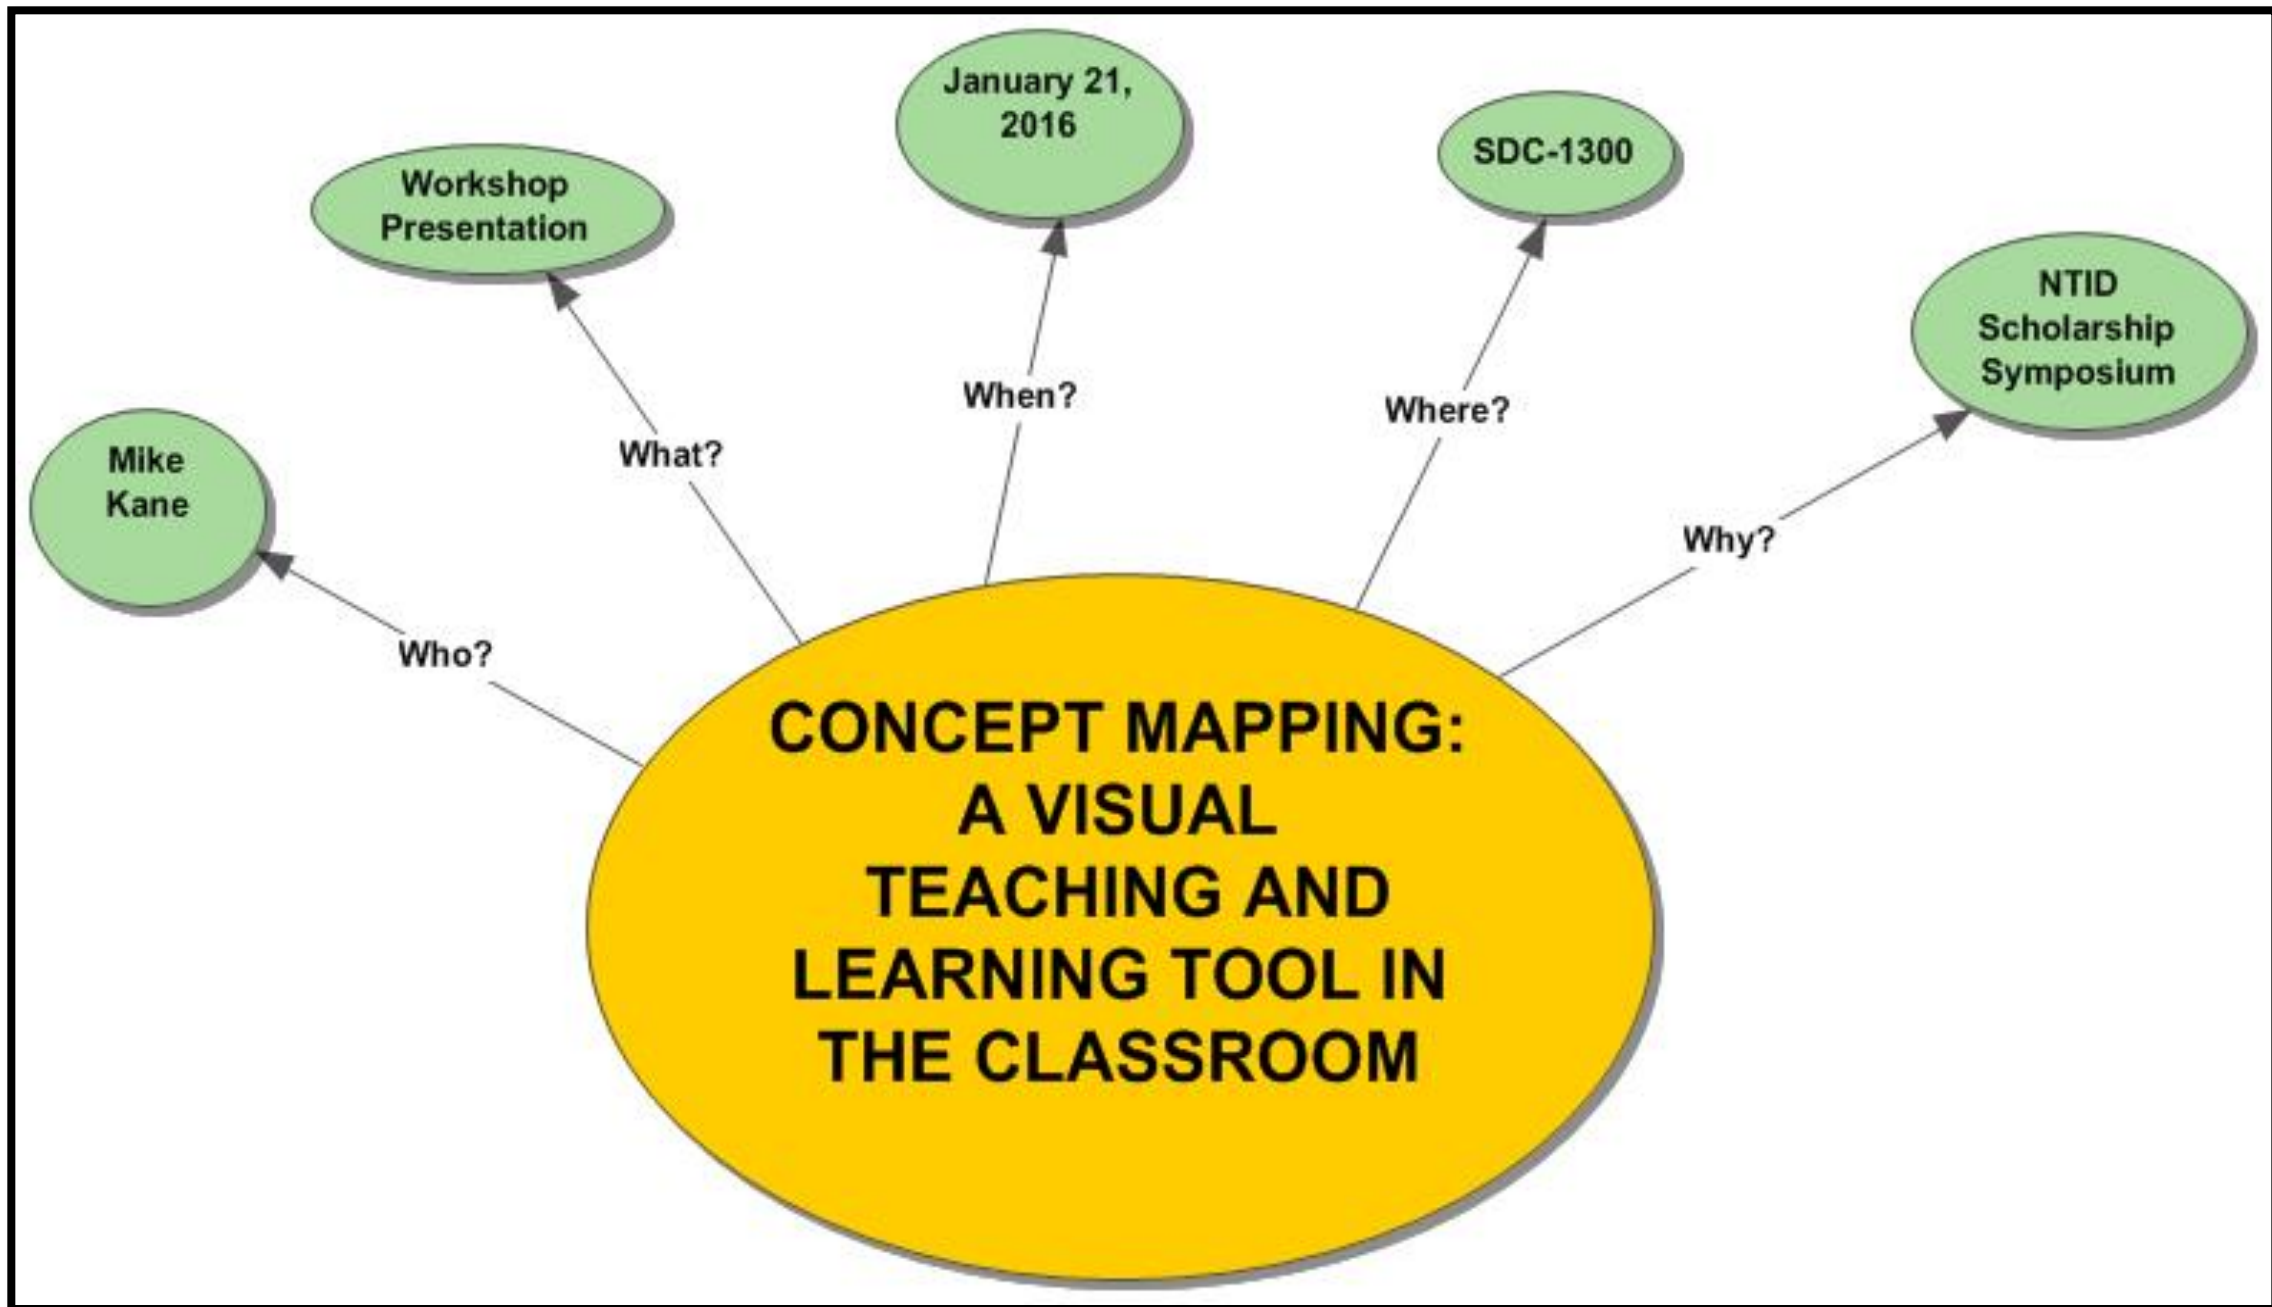 January 21,
2016
SDC-1300
Workshop
Presentation
NTID
Scholarship
Symposium
When?
Where?
What?
Mike
Kane
Why?
Who?
CONCEPT MAPPING:
A VISUAL
TEACHING AND
LEARNING TOOL IN
THE CLASSROOM